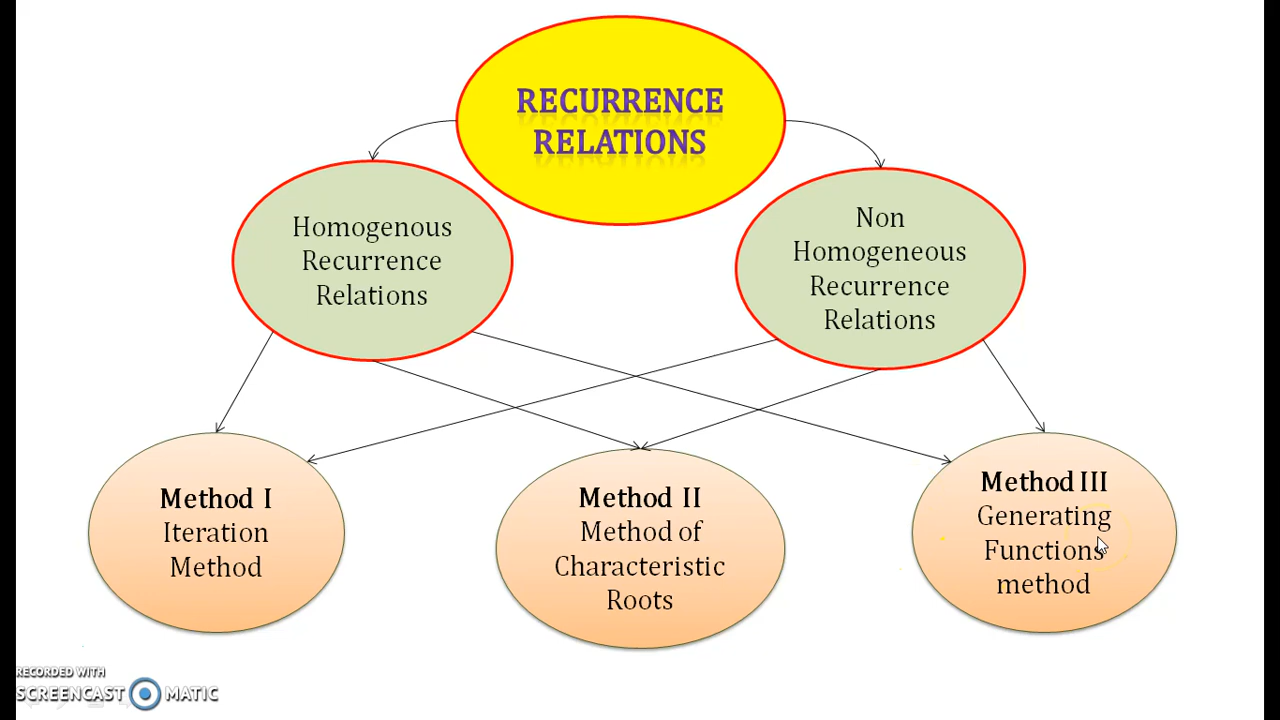 RECURRENCE
RELATIONS
Homogenous
Recurrence
Relations
Non
Homogeneous
Recurrence
Relations
Method I
Iteration
Method
Method II
Method of
Characteristic
Roots
Method III
Generating
Functions
method
RECORDED WITH
SCREENCAST MATIC